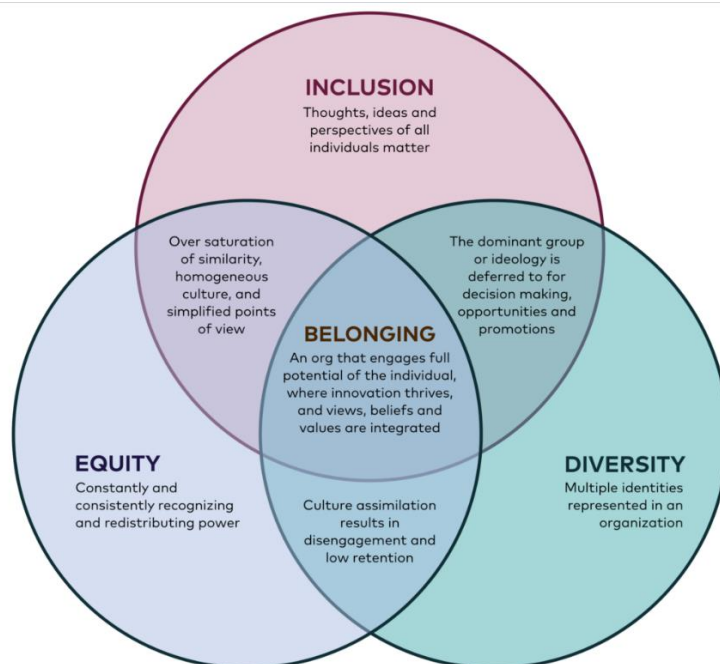 INCLUSION
Thoughts, ideas and
perspectives of all
individuals matter
Over saturation
of similarity,
homogeneous
culture, and
simplified points
of view
The dominant group
or ideology is
deferred to for
decision making,
opportunities and
promotions
BELONGING
An org that engages full
potential of the individual,
where innovation thrives,
and views, beliefs and
values are integrated
EQUITY
Constantly and
consistently recognizing
and redistributing power
DIVERSITY
Multiple identities
represented in an
organization
Culture assimilation
results in
disengagement and
low retention